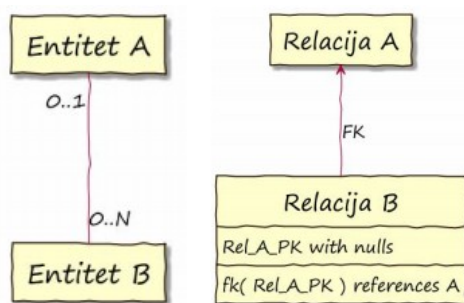 Entitet A
0..1
0..N
Entitet B
Relacija A
FK
Relacija B
Rel_A_PK with nulls
fk( Rel_A_PK ) references A